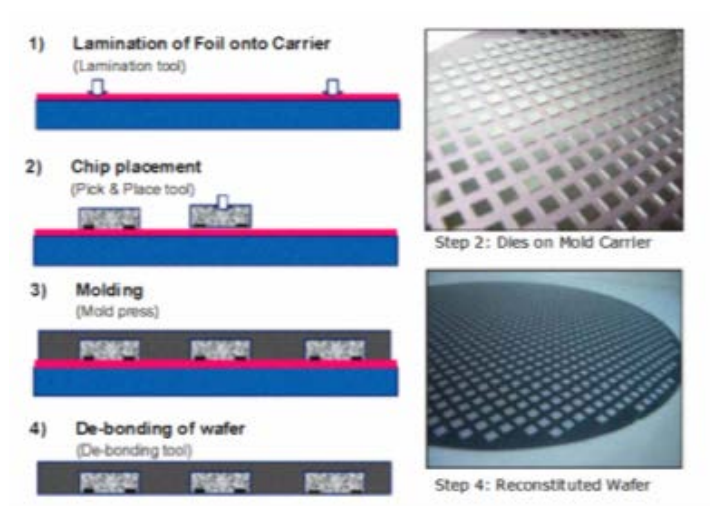 1) Lamination of Foil onto Carrier
(Lamination tool)
2) Chip placement
(Pick & Place tool)
Step 2: Dies on Mold Carrier
3) Molding
(Mold press)
4) De-bonding of wafer
(De-bonding tool)
Step 4: Reconstituted Wafer